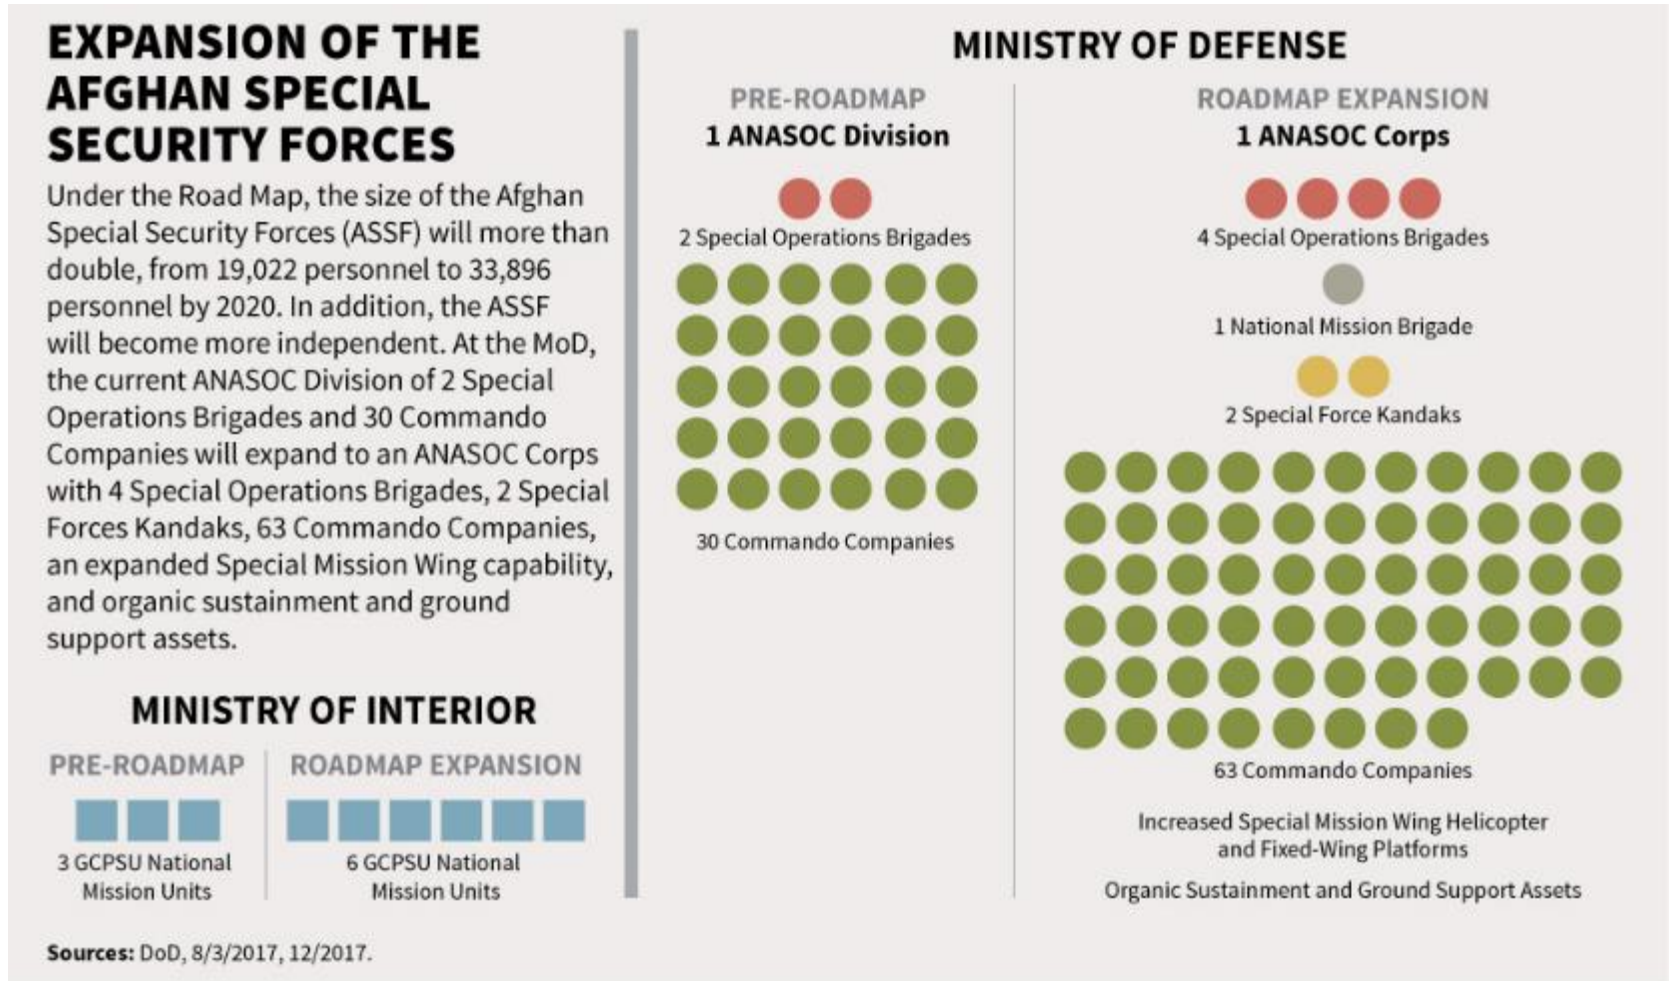 EXPANSION OF THE
AFGHAN SPECIAL
SECURITY FORCES
Under the Road Map, the size of the Afghan
Special Security Forces (ASSF) will more than
double, from 19,022 personnel to 33,896
personnel by 2020. In addition, the ASSF
will become more independent. At the MoD,
the current ANASOC Division of 2 Special
Operations Brigades and 30 Commando
Companies will expand to an ANASOC Corps
with 4 Special Operations Brigades, 2 Special
Forces Kandaks, 63 Commando Companies,
an expanded Special Mission Wing capability,
and organic sustainment and ground
support assets.
MINISTRY OF INTERIOR
PRE-ROADMAP
3 GCPSU National
Mission Units
ROADMAP EXPANSION
6 GCPSU National
Mission Units
MINISTRY OF DEFENSE
PRE-ROADMAP
1 ANASOC Division
2 Special Operations Brigades
30 Commando Companies
ROADMAP EXPANSION
1 ANASOC Corps
4 Special Operations Brigades
1 National Mission Brigade
2 Special Force Kandaks
63 Commando Companies
Increased Special Mission Wing Helicopter
and Fixed-Wing Platforms
Organic Sustainment and Ground Support Assets
Sources: DoD, 8/3/2017, 12/2017.